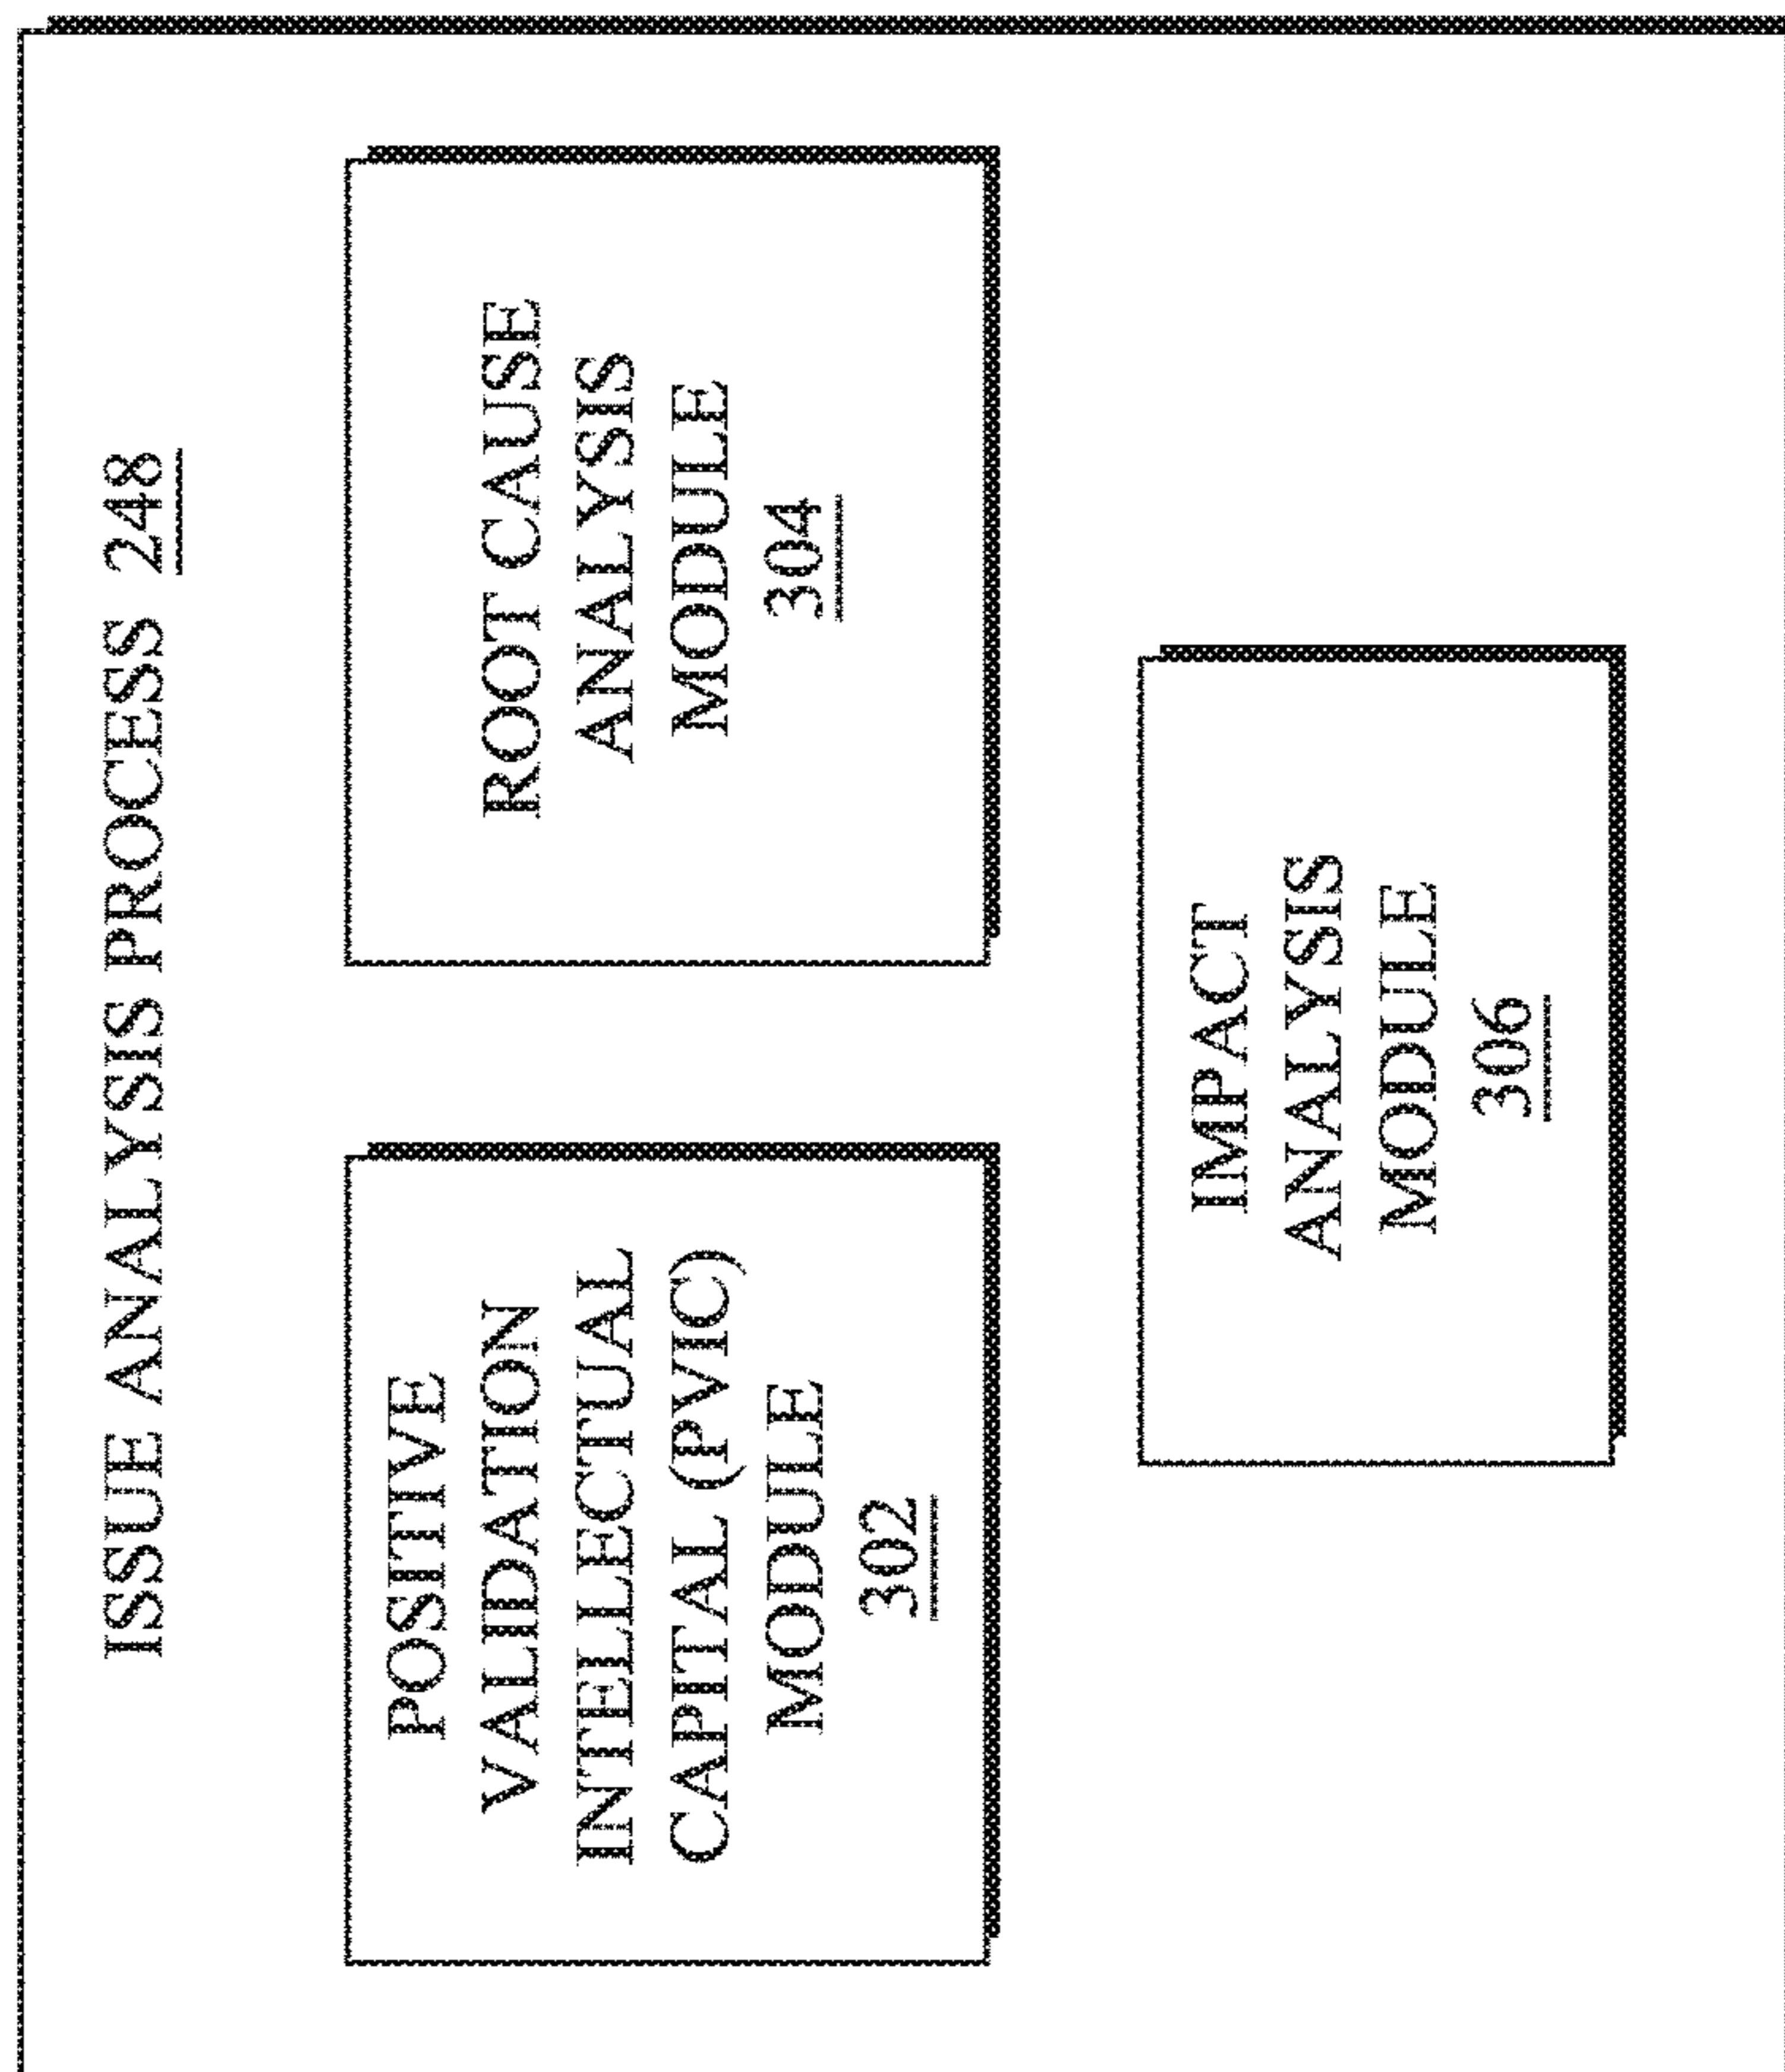 ISSUE ANALYSIS PROCESS 248
POSITIVE
VALIDATION
INTELLECTUAL
CAPITAL (PVIC)
MODULE
302
ROOT CAUSE
ANALYSIS
MODULE
304
IMPACT
ANALYSIS
MODULE
306